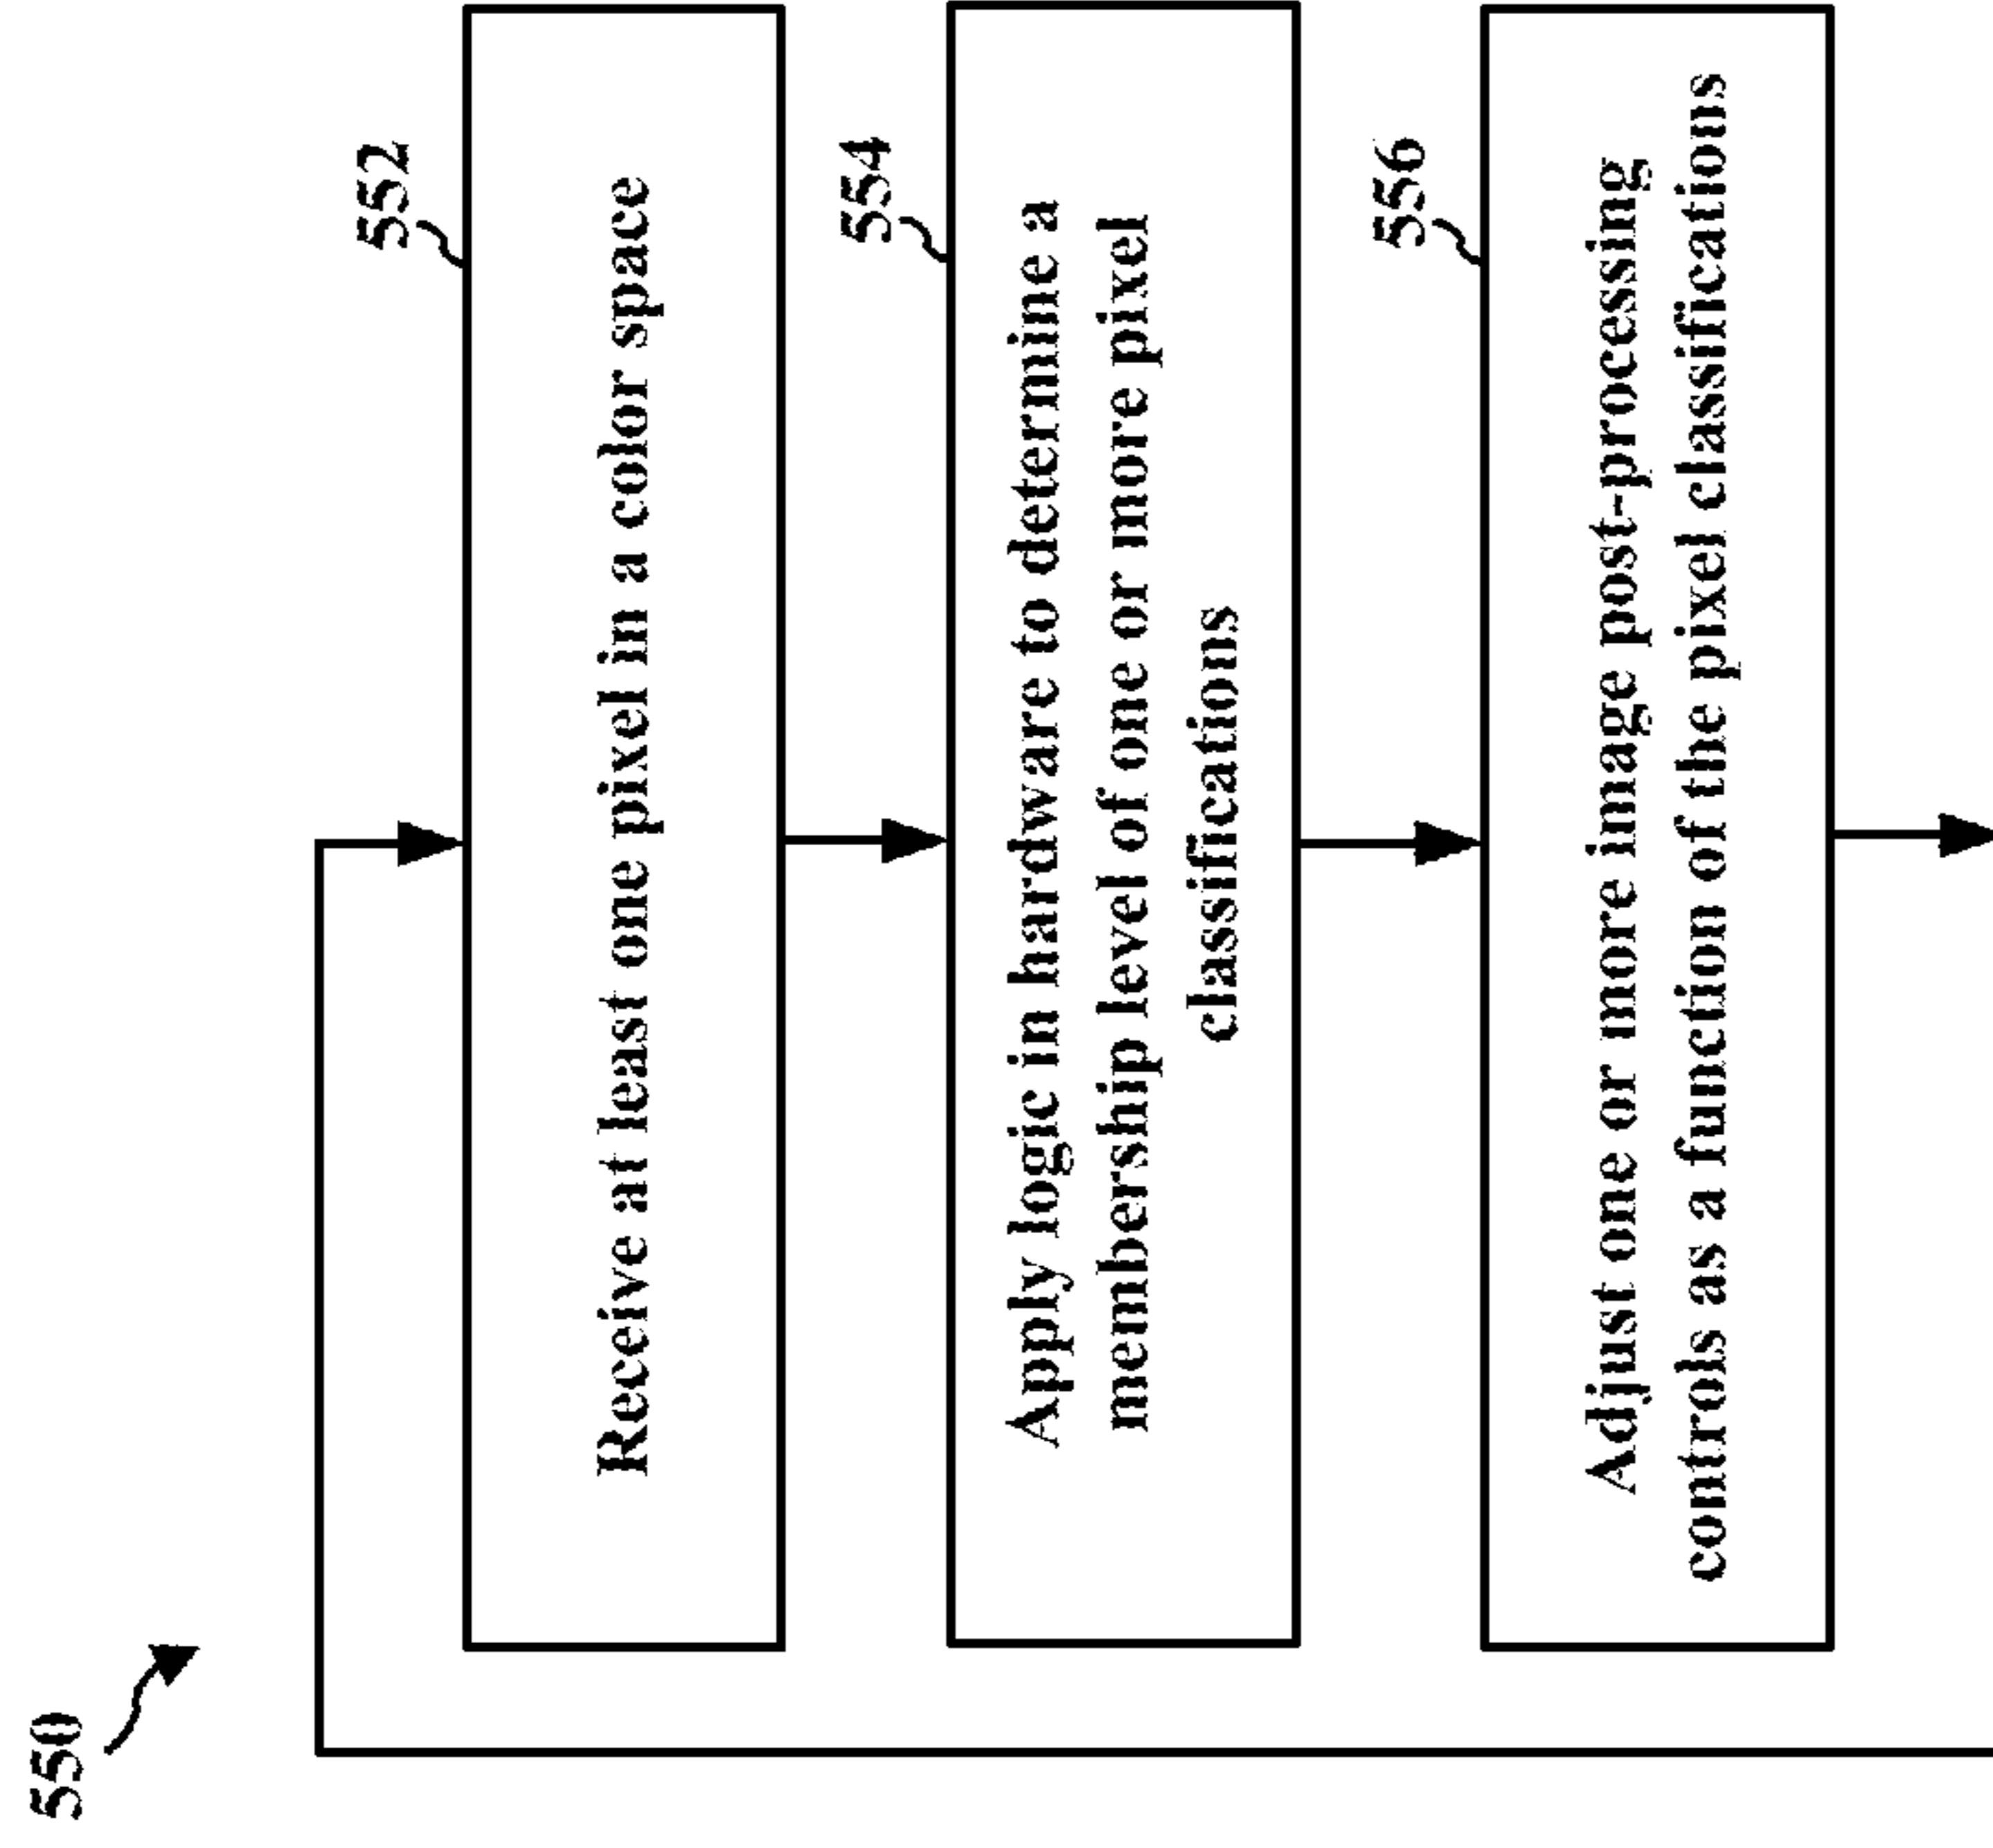 550
552
Receive at least one pixel in a color space
554
Apply logic in hardware to determine a
membership level of one or more pixel
classifications
556
Adjust one or more image post-processing
controls as a function of the pixel classifications